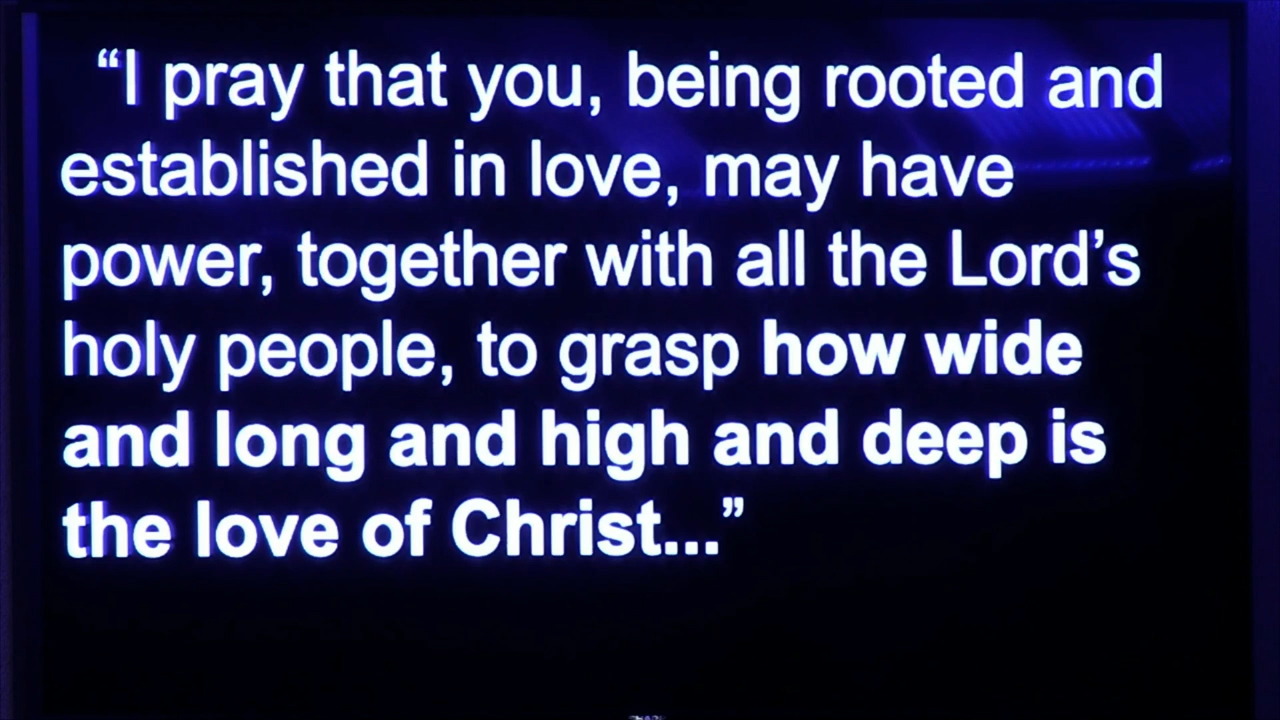 “I pray that you, being rooted and
established in love, may have
power, together with all the Lord’s
holy people, to grasp how wide
and long and high and deep is
the love of Christ...”